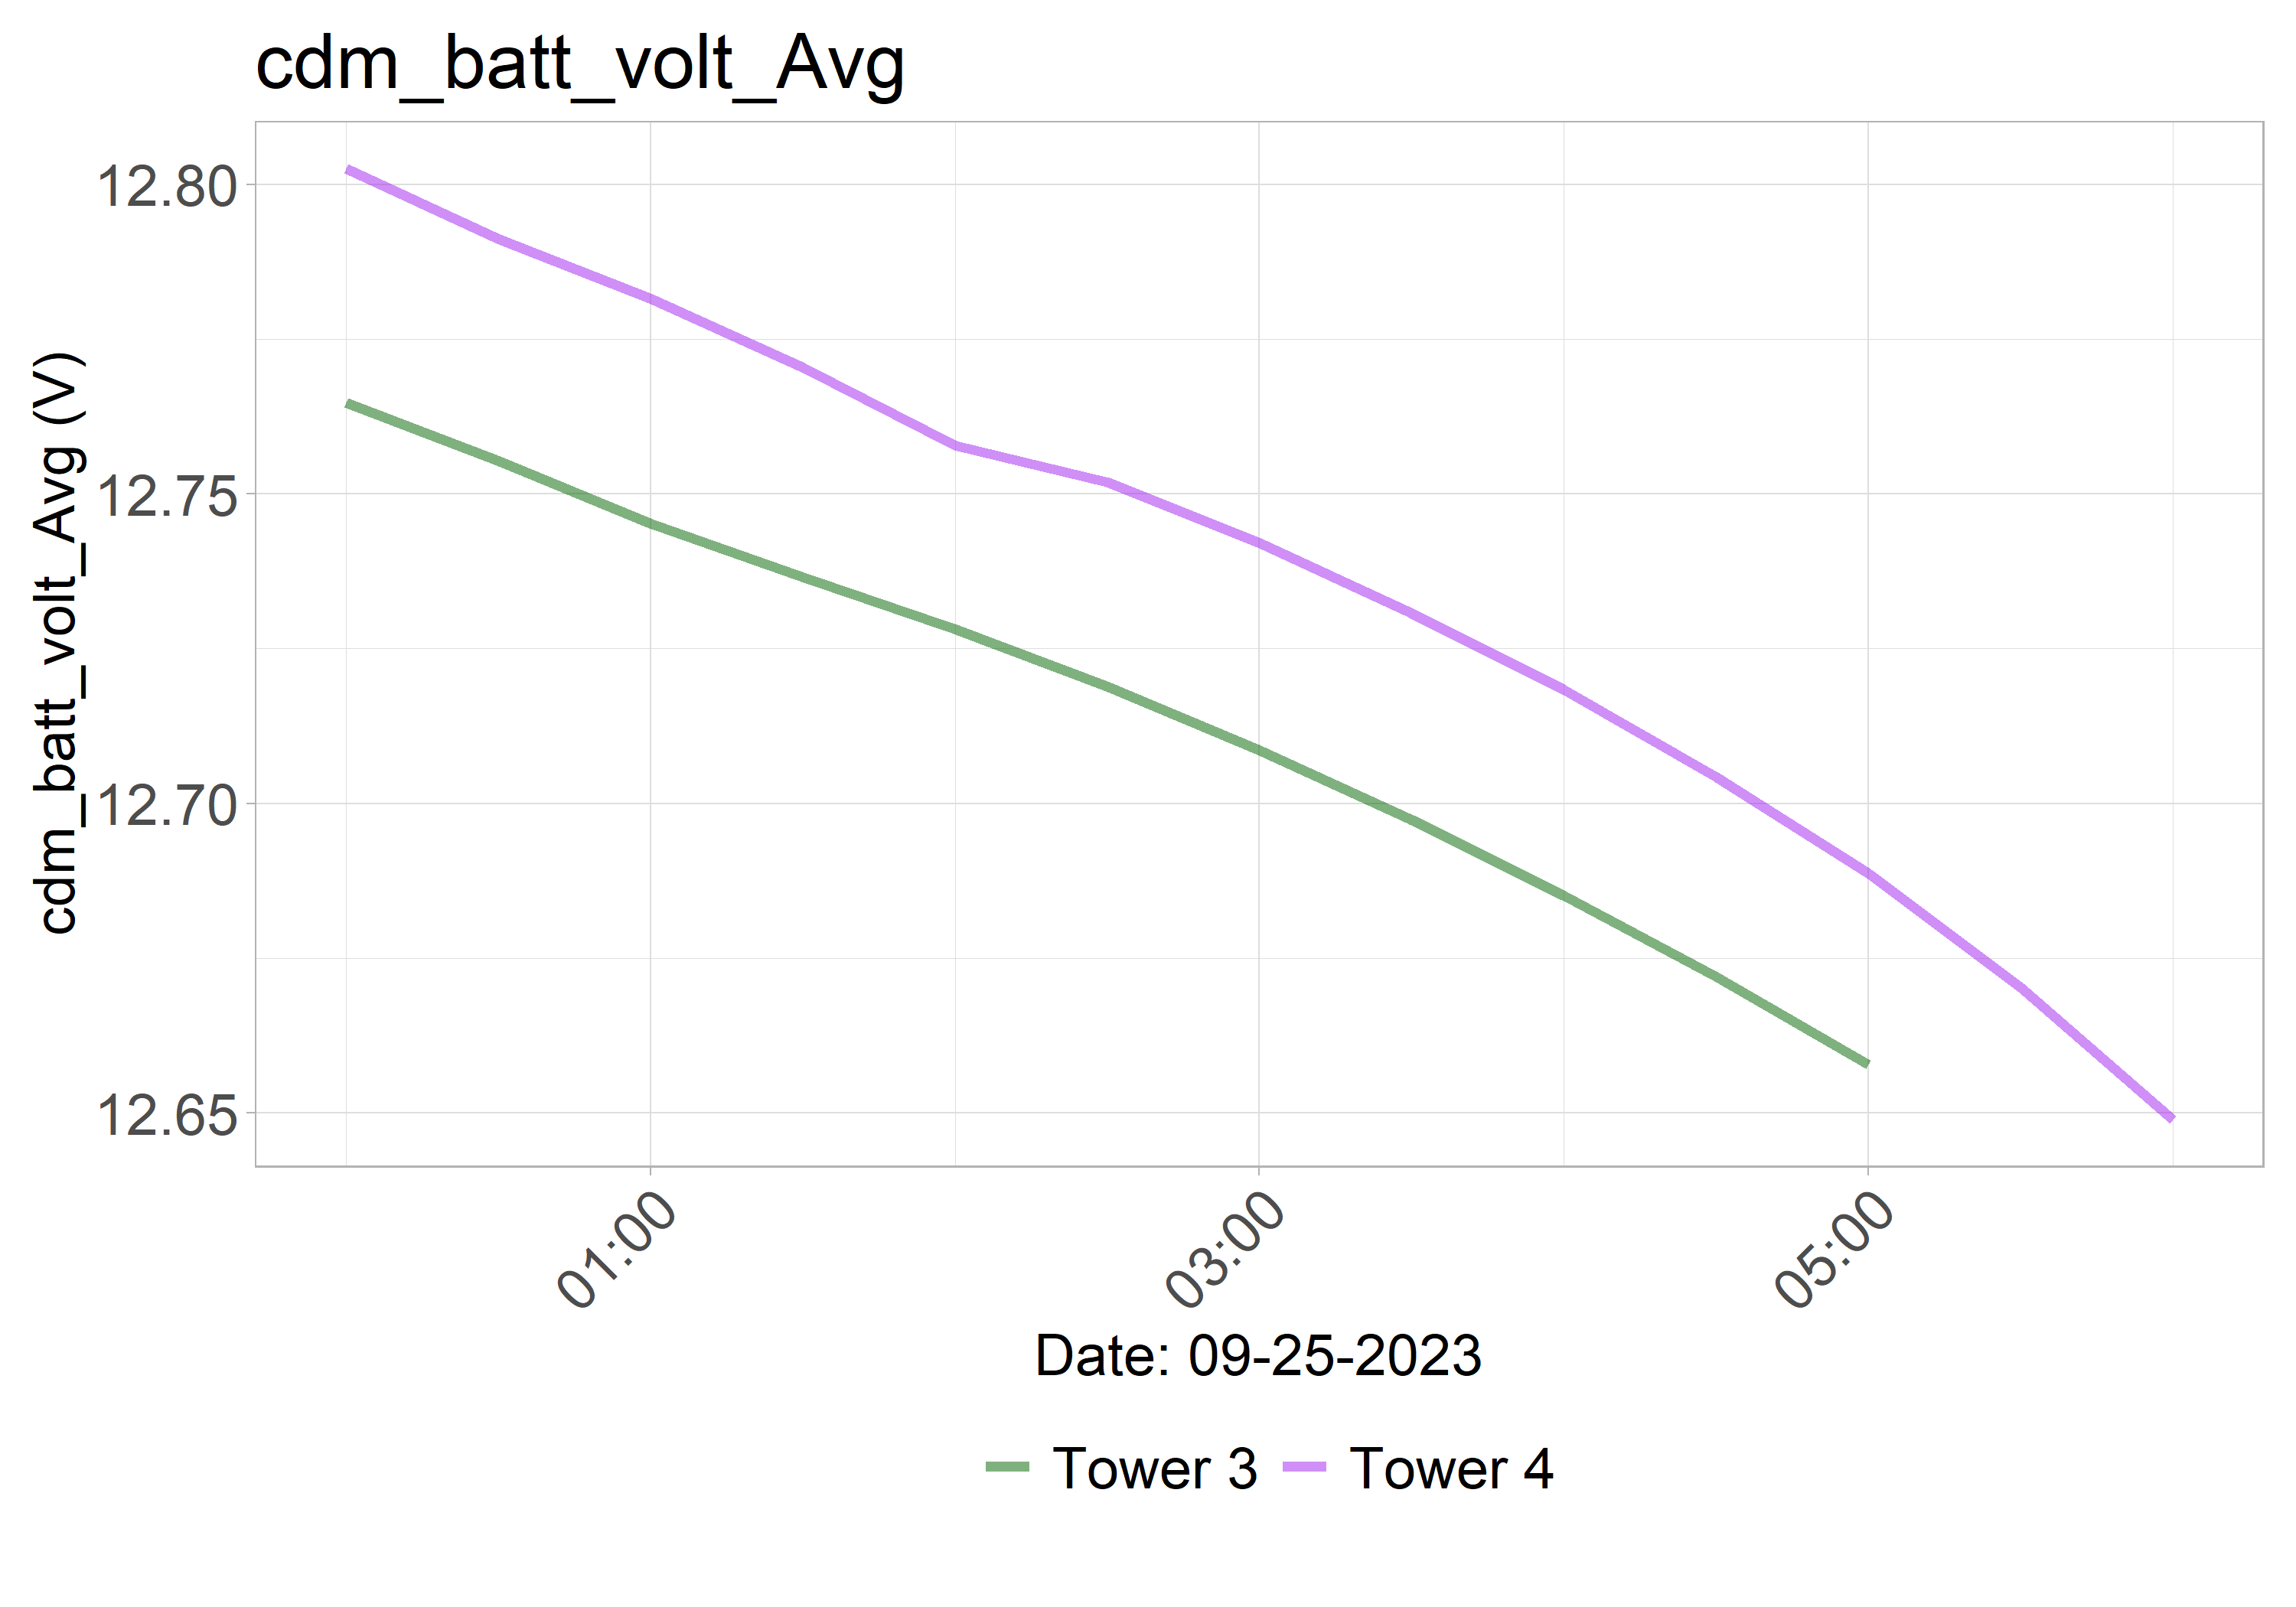 cdm_batt_volt_Avg
cdm_batt_volt_Avg (V)
12.80
12.75
12.70
12.65
01:00
03:00
05:00
Date: 09-25-2023
Tower 3
Tower 4